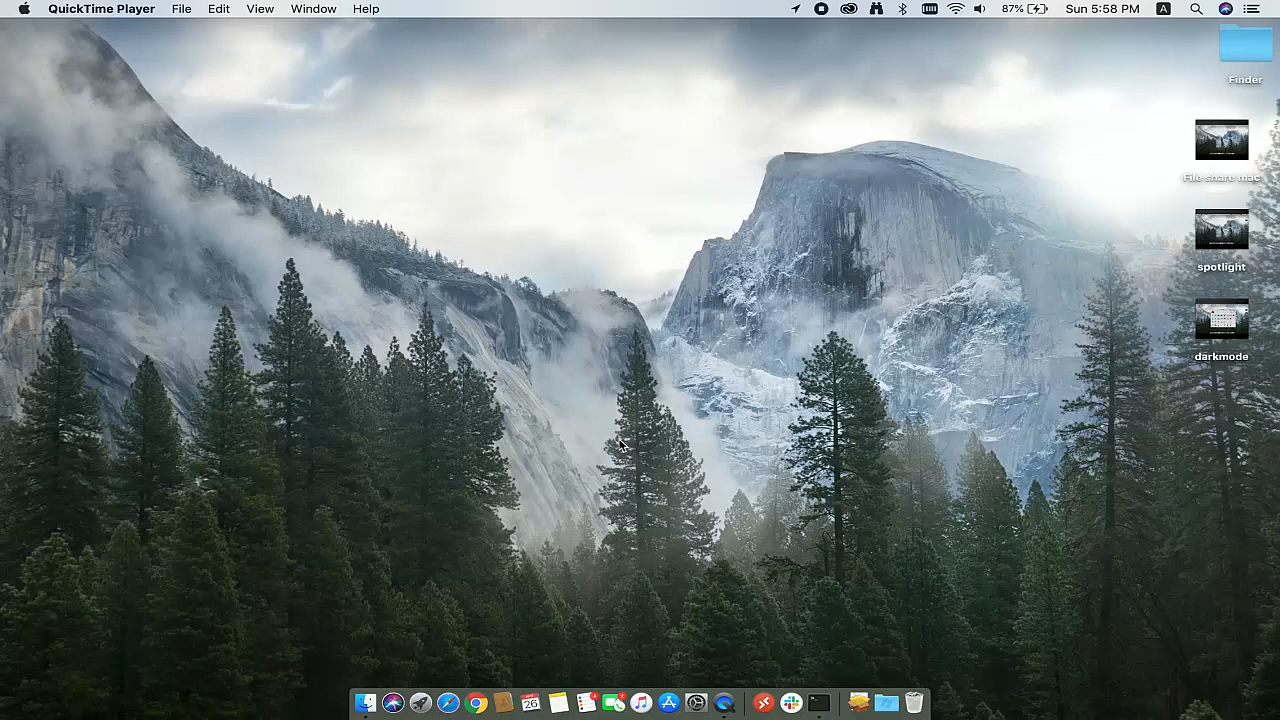 QuickTime Player File Edit View Window Help 87% Sun 5:58 PM A
Finder
File share mac
spotlight
darkmode
26